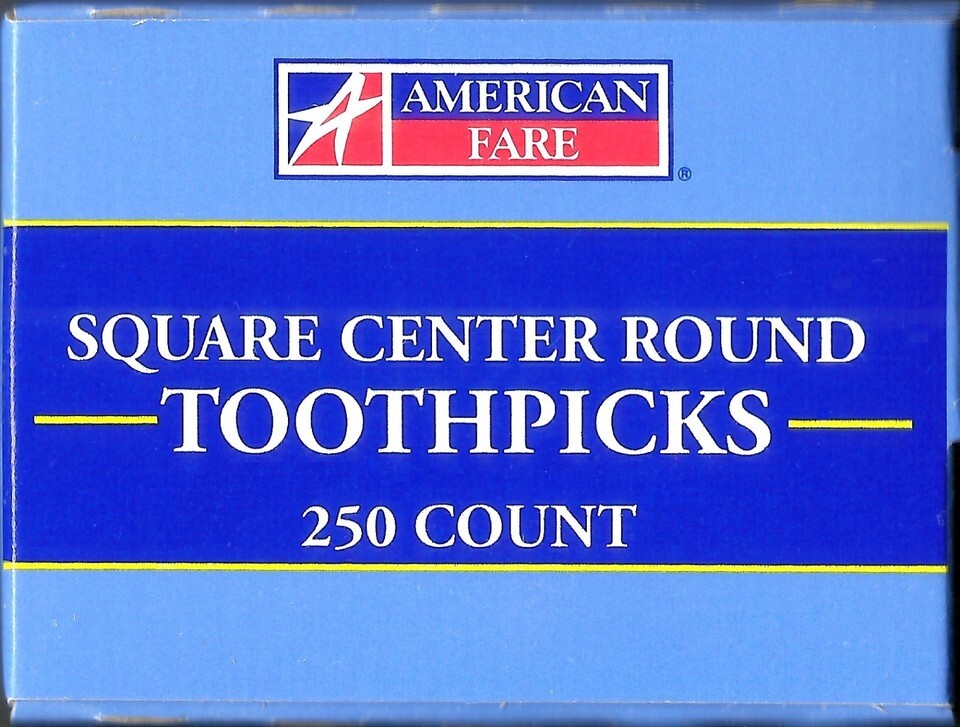 AMERICAN
FARE
®
SQUARE CENTER ROUND
TOOTHPICKS
250 COUNT